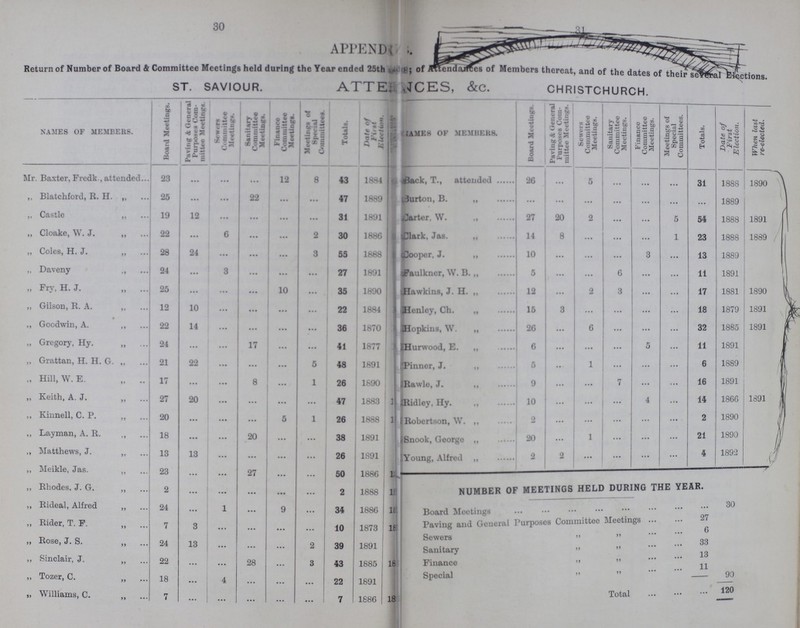 30
31
APPEND
Return of Number of Board & Committee Meetings held during the Year ended 25th ; of Attendances of Members thereat, and of the dates of their several Elections.
ST. SAVIOUR. ATTE NCES, &c. CHRISTCHURCH.
NAMES OF MEMBERS. Board Meetings. Paving & General Purposes Committee Meetings. Sewers Committee Meetings. Sanitary Committee Meetings. Finance Committee Meetings. Meetings of Special Committees. Totals. Date of First Election.
Mr. Baxter, Fredk., attended... 23 ... ... ... 12 8 43 1884
„ Blatchford, R. H. „ ... 25 ... ... 22 ... ... 47 1889
„ Castle „ ... 19 12 ... ... ... ... 31 1891
„ Cloake, W. J. „ ... 22 ... 6 ... ... 2 30 1886
„ Coles, H. J. „ ... 28 24 ... ... ... 3 55 1888
„ Daveny „ ... 24 ... 3 ... ... ... 27 1891
„ Fry, H. J. „ ... 25 ... ... ... 10 ... 35 1890
„ Gilson, R. A. „ ... 12 10 ... ... ... ... 22 1884
„ Goodwin, A. „ ... 22 14 ... ... ... ... 36 1870
„ Gregory, Hy. „ ... 24 ... ... 17 ... ... 41 1877
„ Grattan, H. H. G. „ ... 21 22 ... ... ... 5 48 1891
„ Hill, W. E. „ ... 17 ... ... 8 ... 1 26 1890
„ Keith, A. J. „ ... 27 20 ... ... ... ... 47 1883
„ Kinnell, C. P. „ ... 20 ... ... ... 5 1 26 1888
„ Layman, A. R. „ ... 18 ... ... 20 ... ... 38 1891
„ Matthews, J. „ ... 13 13 ... ... ... ... 26 1891
„ Meikle, Jas. „ ... 23 ... ... 27 ... ... 50 1886
„ Rhodes, J. G. „ ... 2 ... ... ... ... ... 2 1888
„ Rideal, Alfred „ ... 24 ... 1 ... 9 ... 34 1886
„ Rider, T. F. „ ... 7 3 ... ... ... ... 10 1873
„ Rose, J. S. „ ... 24 13 ... ... ... 2 39 1891
„ Sinclair, J. „ ... 22 ... ... 28 ... 3 43 1885
„ Tozer, C. „ ... 18 ... 4 ... ... ... 22 1891
„ Williams, C. „ ... 7 ... ... ... ... ... 7 1886
NAMES OF MEMBERS. Board Meetings. Paving & General Purposes Committee Meetings. Sewers Committee Meetings. Sanitary Committee Meetings. Finance Committee Meetings. Meetings of Special Committees. Totals. Date of First Election. When last re-elected.
Back, T., attended ...... 26 ... 5 ... ... ... 31 1888 1890
Burton, B. „ ...... ... ... ... ... ... ... ... 1889
Carter, W. „ ...... 27 20 2 ... ... 5 54 1888 1891
Clark, Jas. „ ...... 14 8 ... ... ... 1 23 1888 1889
Cooper, J. „ ...... 10 ... ... ... 3 ... 13 1889
Faulkner, W. B. „ ...... 5 ... ... 6 ... ... 11 1891
Hawkins, J. H. „ ...... 12 ... 2 3 ... ... 17 1881 1890
Henley, Ch. „ ...... 15 3 ... ... ... ... 18 1879 1891
Hopkins, W. „ ...... 26 ... 6 ... ... ... 32 1885 1891
Hurwood, E. „ ...... 6 ... ... ... 5 ... 11 1891
Pinner, J. „ ...... 5 ... 1 ... ... ... 6 1889
Rawle, J. „ ...... 9 ... ... 7 ... ... 16 1891
Ridley, Hy. „ ...... 10 ... ... ... 4 ... 14 1866 1891
Robertson, W. „ ...... 2 ... ... ... ... ... 2 1890
Snook, George „ ...... 20 ... 1 ... ... ... 21 1890
Young, Alfred „ ...... 2 2 ... ... ... ... 4 1892
NUMBER OF MEETINGS HELD DURING THE YEAR.
Board Meetings ... ... ... 30
Paving and General Purposes Committee Meetings ... ... 27
Sewers „ „ ... ... 6
Sanitary „ „ ... ... 33
Finance „ „ ... ... 13
Special „ „ ... ... 11
90
Total ... ... ... 120